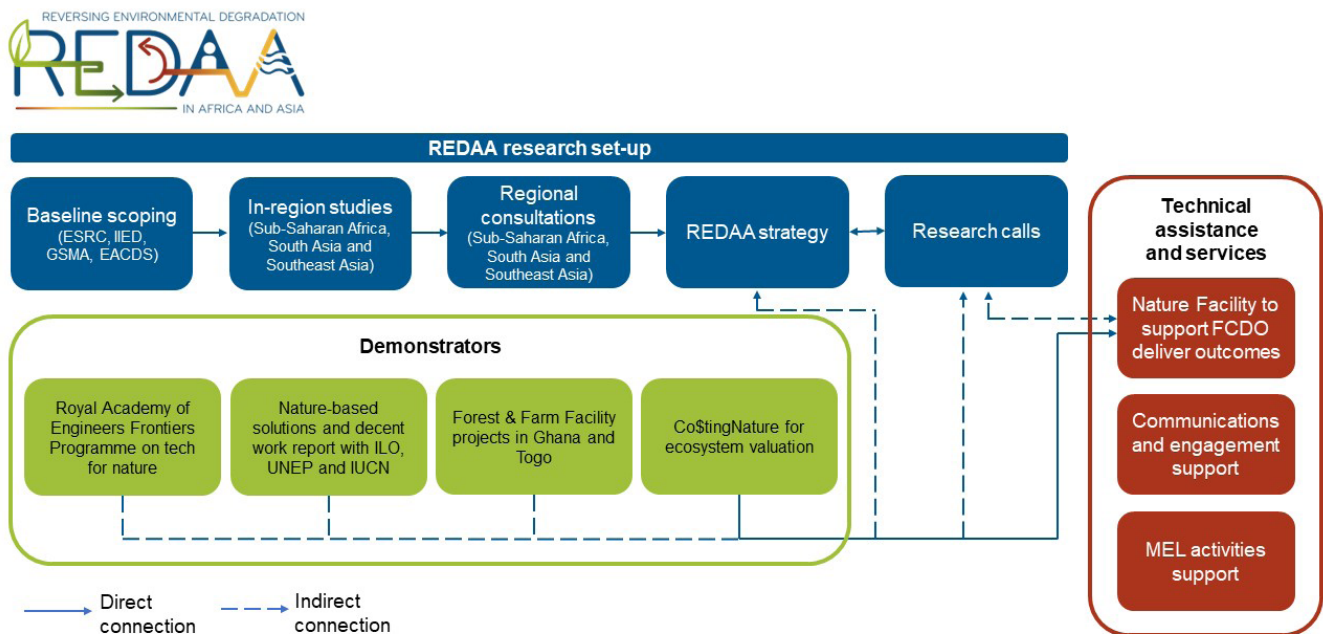 REVERSING ENVIRONMENTAL DEGRADATION
REDAA
IN AFRICA AND ASIA
REDAA research set-up
Baseline scoping
(ESRC, IIED,
GSMA, EACDS)
In-region studies
(Sub-Saharan Africa,
South Asia and
Southeast Asia)
Regional
consultations
(Sub-Saharan Africa,
South Asia and
Southeast Asia)
REDAA strategy
Research calls
Technical
assistance
and services
Nature Facility to
support FCDO
deliver outcomes
Communications
and engagement
support
MEL activities
support
Demonstrators
Royal Academy of
Engineers Frontiers
Programme on tech
for nature
Nature-based
solutions and decent
work report with ILO,
UNEP and IUCN
Forest & Farm Facility
projects in Ghana and
Togo
Co$tingNature for
ecosystem valuation
Direct
connection
Indirect
connection